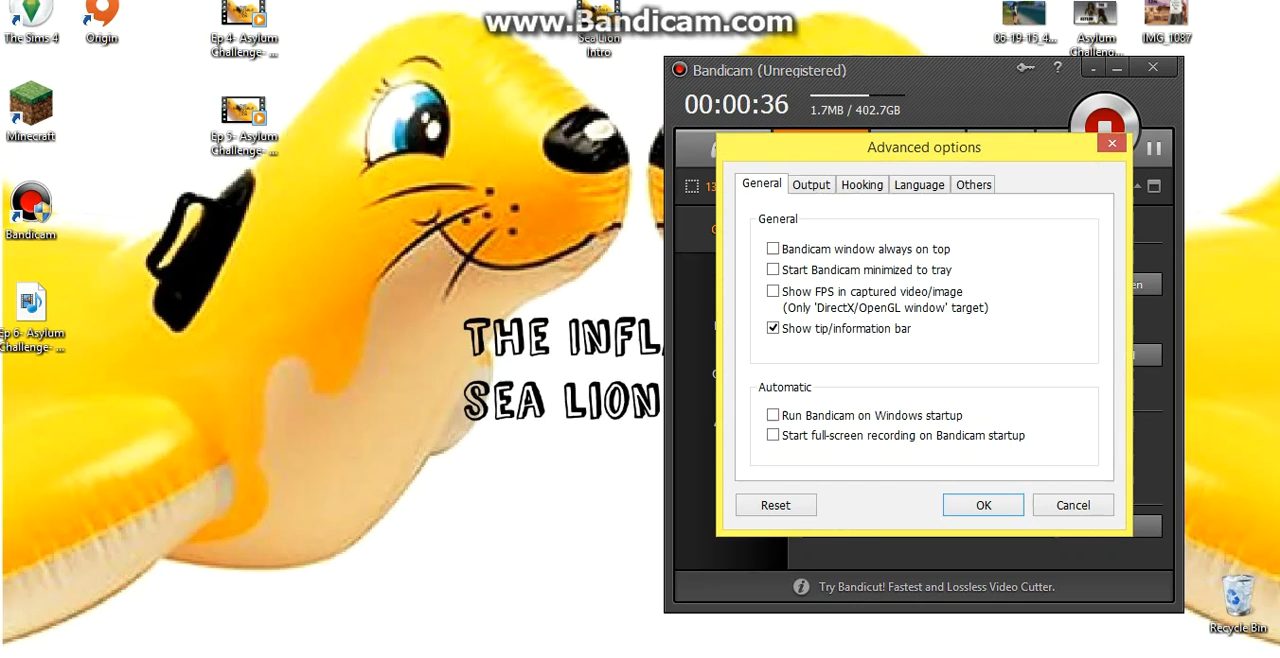 www.Bandicam.com
The Sims 4
Origin
Ep 4- Asylum
Challenge- ...
Sea Lion
Intro
06-19-15_4...
Asylum
Challeno...
IMG_1087
Minecraft
Ep 5- Asylum
Challenge- ...
Bandicam
Ep 6- Asylum
Challenge- ...
THE INFL
SEA LION
Bandicam (Unregistered)
?
00:00:36
1.7MB / 402.7GB
Advanced options
General
Output
Hooking
Language
Others
General
Bandicam window always on top
Start Bandicam minimized to tray
Show FPS in captured video/image
(Only 'DirectX/OpenGL window' target)
Show tip/information bar
Automatic
Run Bandicam on Windows startup
Start full-screen recording on Bandicam startup
Reset
OK
Cancel
Try Bandicut! Fastest and Lossless Video Cutter.
Recycle Bin